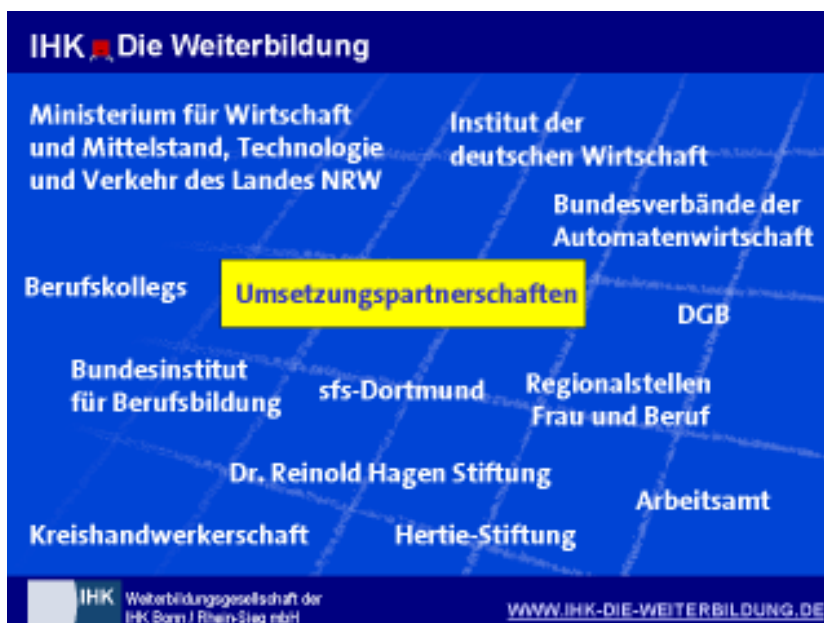 IHK Die Weiterbildung
Ministerium für Wirtschaft
und Mittelstand, Technologie
und Verkehr des Landes NRW
Institut der
deutschen Wirtschaft
Bundesverbände der
Automatenwirtschaft
Berufskollegs
Umsetzungspartnerschaften
DGB
Bundesinstitut
für Berufsbildung
sfs-Dortmund
Regionalstellen
Frau und Beruf
Dr. Reinold Hagen Stiftung
Arbeitsamt
Kreishandwerkerschaft
Hertie-Stiftung
IHK
Weiterbildungsgesellschaft der
IHK Bonn / Rhein-Sieg mbH
WWW.IHK-DIE-WEITERBILDUNG.DE